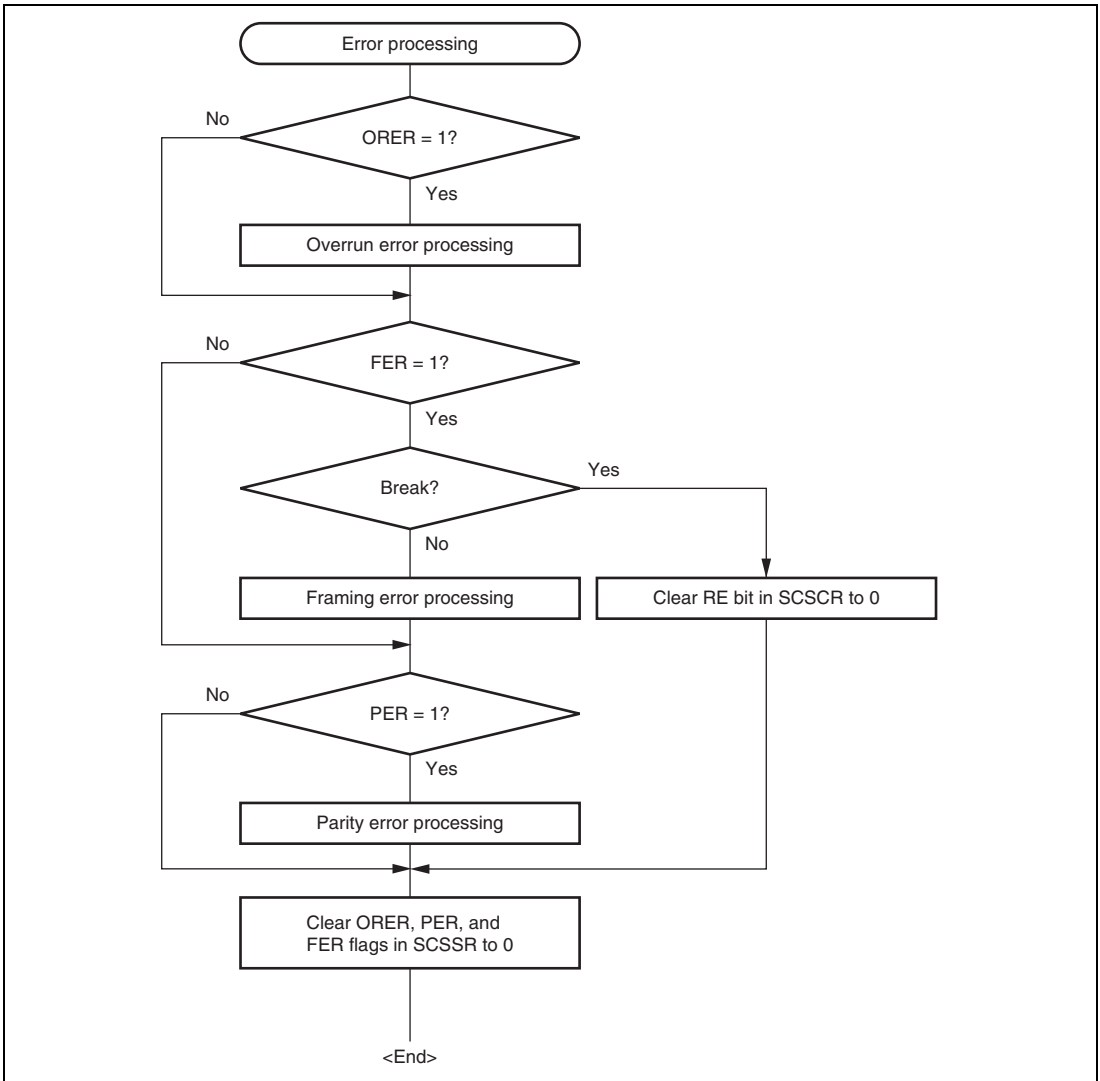 Error processing
No
ORER = 1?
Yes
Overrun error processing
No
FER = 1?
Yes
Break?
Yes
No
Framing error processing
Clear RE bit in SCSCR to 0
No
PER = 1?
Yes
Parity error processing
Clear ORER, PER, and
FER flags in SCSSR to 0
<End>